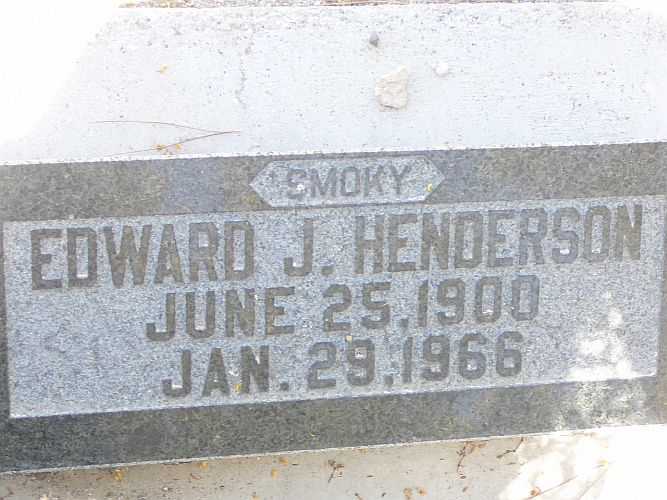 "SMOKY
EDWARD J. HENDERSON
JUNE 25, 1900
JAN. 29, 1966